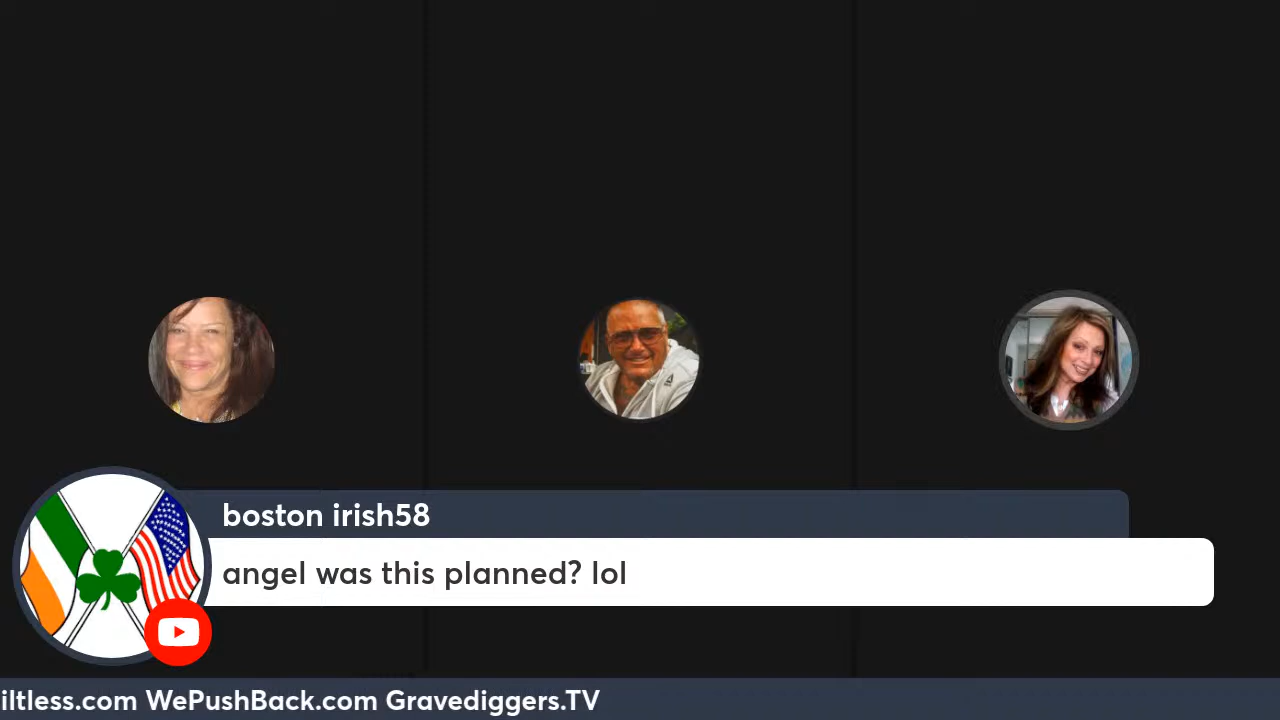 boston irish58
angel was this planned? lol
iltless.com WePushBack.com Gravediggers.TV